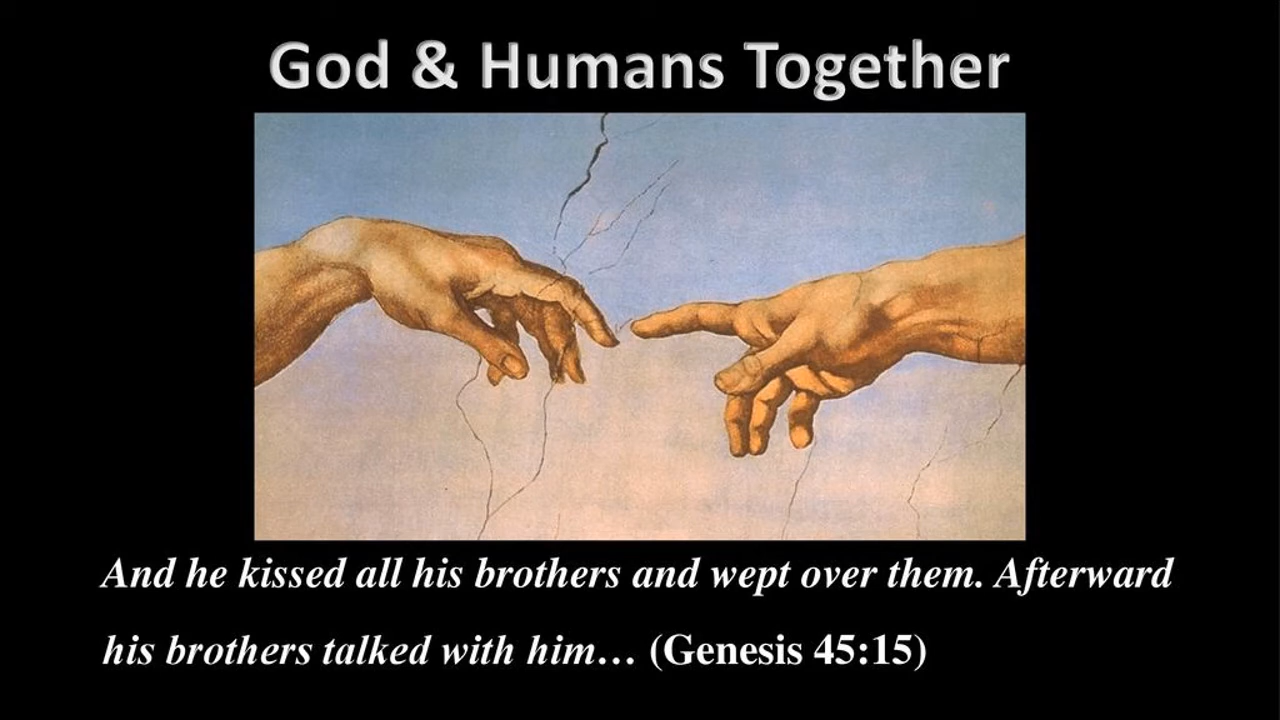 God & Humans Together
And he kissed all his brothers and wept over them. Afterward
his brothers talked with him… (Genesis 45:15)